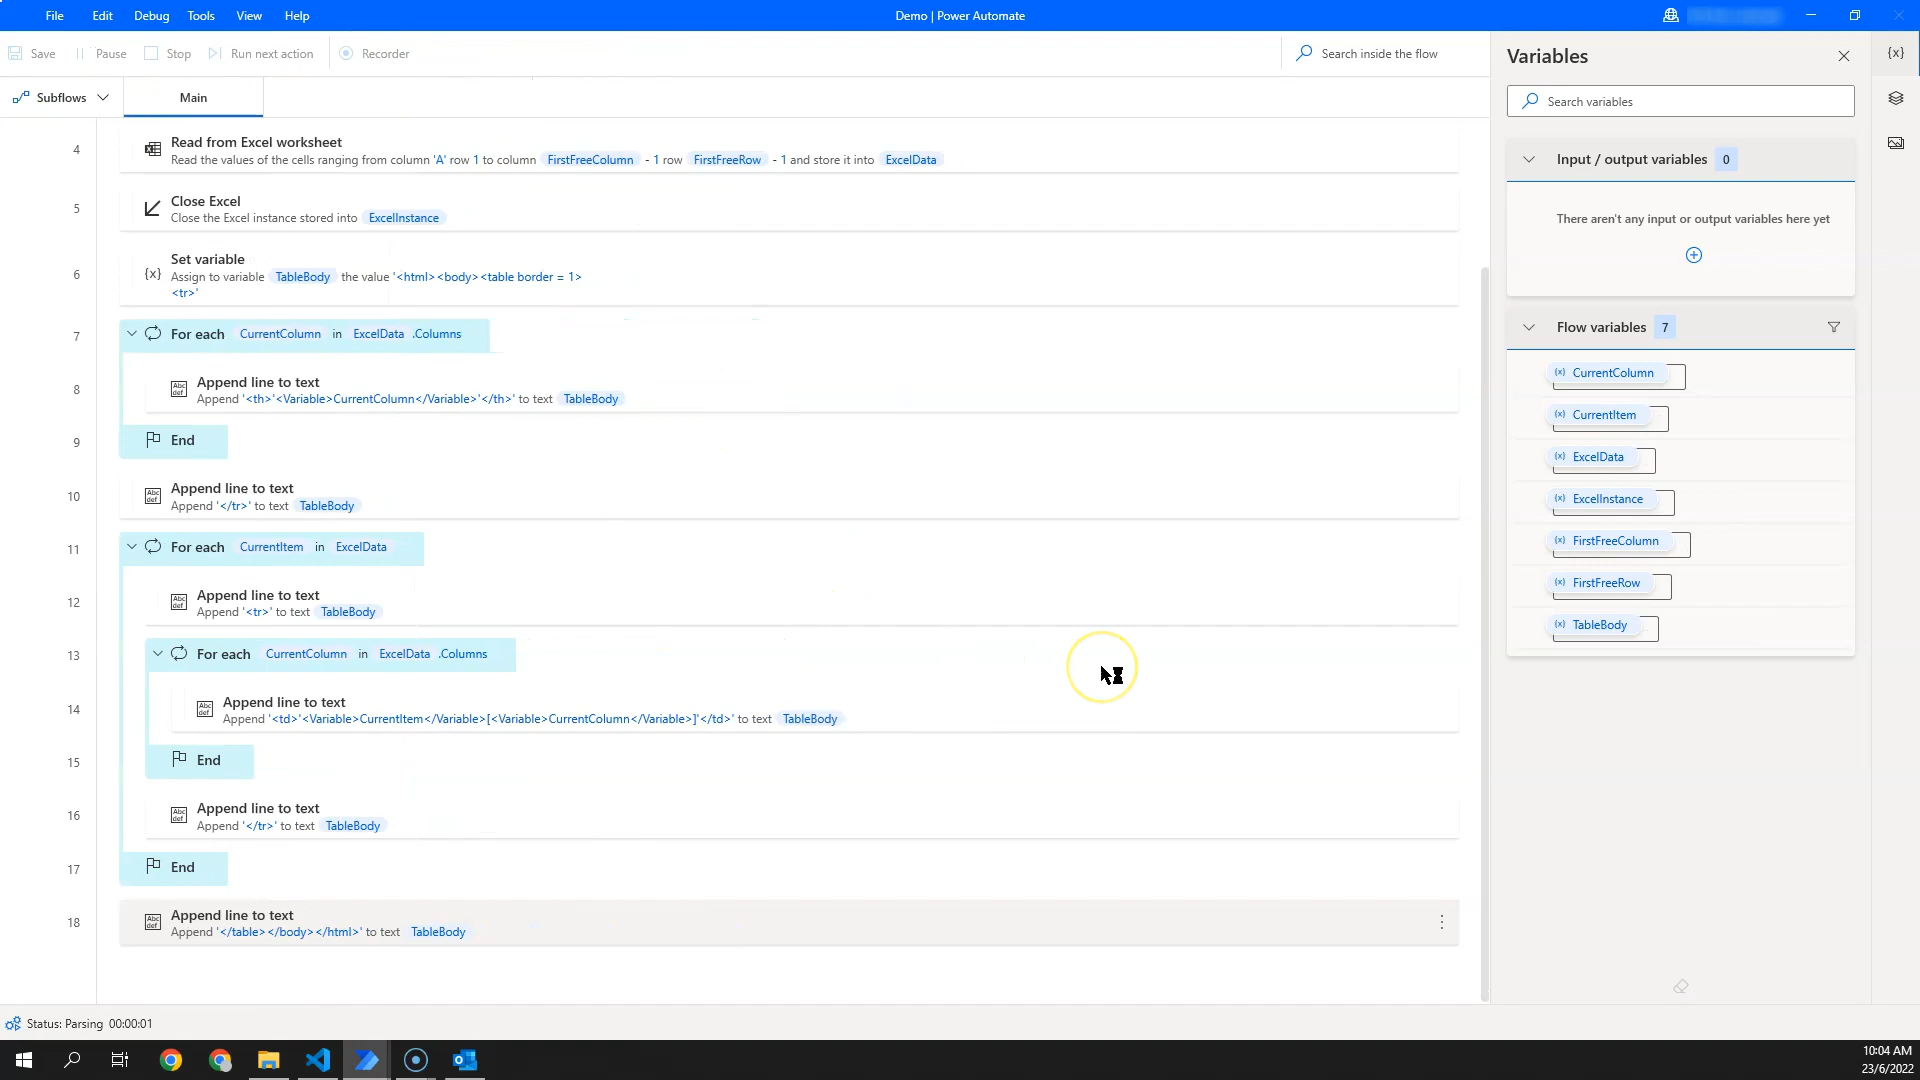 File Edit Debug Tools View Help
Demo | Power Automate
Save Pause Stop Run next action Recorder
Search inside the flow
Subflows Main
4 Read from Excel worksheet
Read the values of the cells ranging from column 'A' row 1 to column FirstFreeColumn - 1 row FirstFreeRow - 1 and store it into ExcelData
5 Close Excel
Close the Excel instance stored into ExcelInstance
6 Set variable
{x} Assign to variable TableBody the value '<html><body><table border = 1>
<tr>'
7 For each CurrentColumn in ExcelData .Columns
8 Append line to text
Append '<th>'<Variable>CurrentColumn</Variable>'</th>' to text TableBody
9 End
10 Append line to text
Append '</tr>' to text TableBody
11 For each CurrentItem in ExcelData
12 Append line to text
Append '<tr>' to text TableBody
13 For each CurrentColumn in ExcelData .Columns
14 Append line to text
Append '<td>'<Variable>CurrentItem</Variable>[<Variable>CurrentColumn</Variable>]'</td>' to text TableBody
15 End
16 Append line to text
Append '</tr>' to text TableBody
17 End
18 Append line to text
Append '</table></body></html>' to text TableBody
Variables
{x}
Search variables
Input / output variables 0
There aren't any input or output variables here yet
Flow variables 7
(x) CurrentColumn
(x) CurrentItem
(x) ExcelData
(x) ExcelInstance
(x) FirstFreeColumn
(x) FirstFreeRow
(x) TableBody
Status: Parsing 00:00:01
10:04 AM
23/6/2022